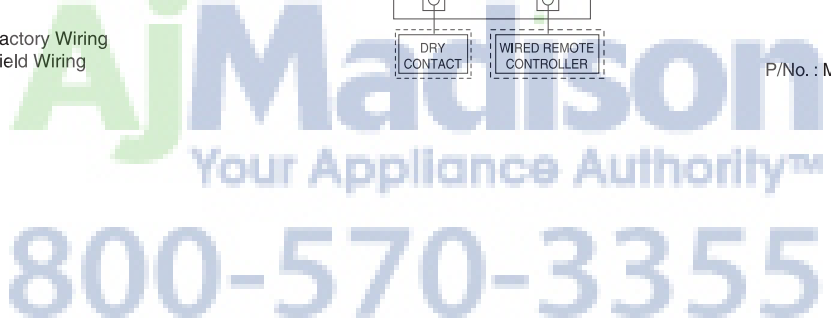 actory Wiring
ield Wiring
DRY
CONTACT
WIRED REMOTE
CONTROLLER
P/No. : M
AjMadison
Your Appliance Authority™
800-570-3355